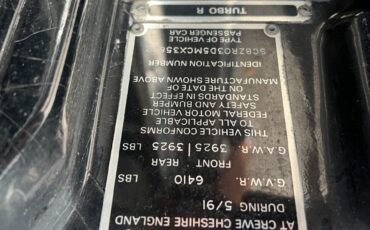 AT CREWE CHESHIRE ENGLAND
DURING 5/91
G.V.W.R. 6410 LBS
FRONT REAR
G.A.W.R. 3925 | 3925 LBS
THIS VEHICLE CONFORMS
TO ALL APPLICABLE
FEDERAL MOTOR VEHICLE
SAFETY AND BUMPER
STANDARDS IN EFFECT
ON THE DATE OF
MANUFACTURE SHOWN ABOVE
IDENTIFICATION NUMBER
TYPE OF VEHICLE
PASSENGER CAR
TURBO R